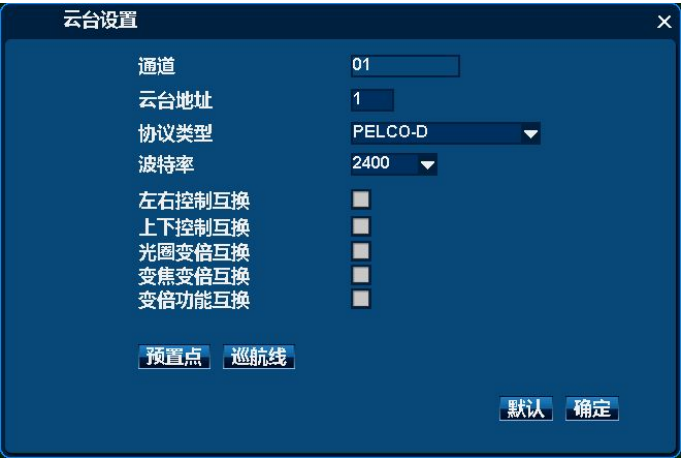 云台设置
通道 01
云台地址 1
协议类型 PELCO-D
波特率 2400
左右控制互换
上下控制互换
光圈变倍互换
变焦变倍互换
变倍功能互换
预置点 巡航线
默认 确定